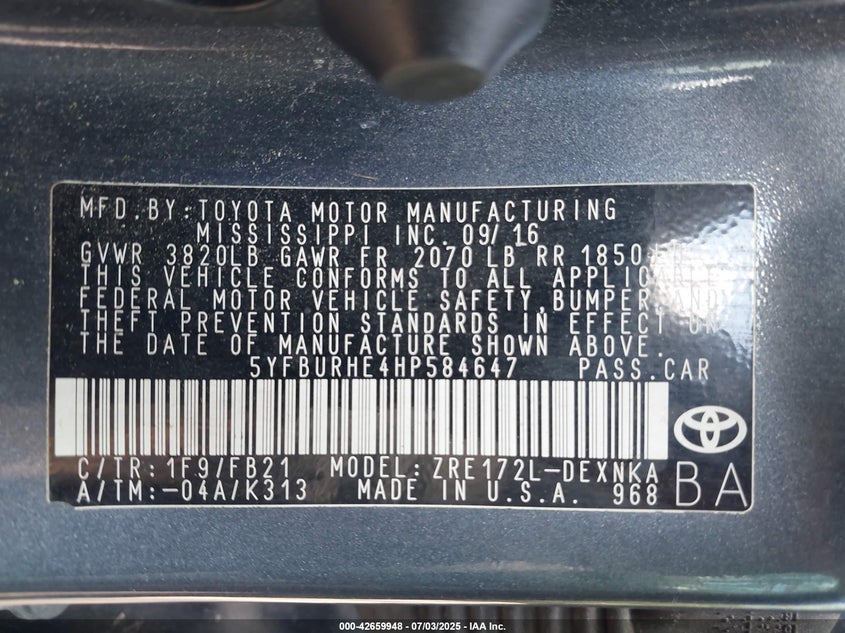 MFD.BY:TOYOTA MOTOR MANUFACTURING
MISSISSIPPI INC. 09/16
GVWR 3820LB GAWR FR 2070 LB RR 1850 LB
THIS VEHICLE CONFORMS TO ALL APPLICABLE
FEDERAL MOTOR VEHICLE SAFETY,BUMPER,AND
THEFT PREVENTION STANDARDS IN EFFECT ON
THE DATE OF MANUFACTURE SHOWN ABOVE.
5YFBURHE4HP584647 PASS.CAR
C/TR:1F9/FB21 MODEL:ZRE172L-DEXNKA
A/TM:-04A/K313 MADE IN U.S.A. 968 BA
000-42659948 - 07/03/2025 - IAA Inc.